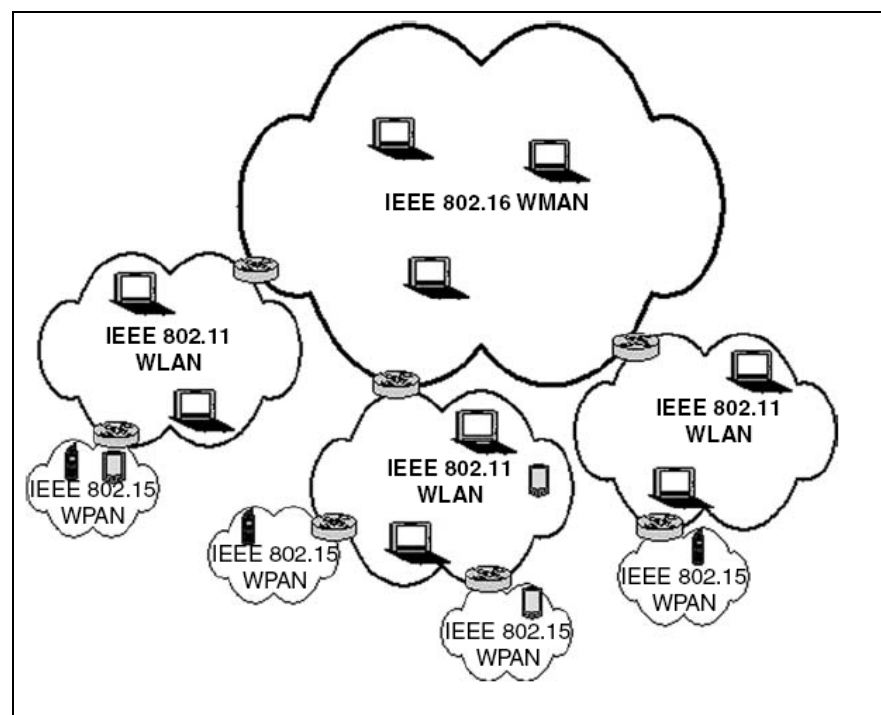 IEEE 802.16 WMAN
IEEE 802.11
WLAN
IEEE 802.11
WLAN
IEEE 802.11
WLAN
IEEE 802.15
WPAN
IEEE 802.15
WPAN
IEEE 802.15
WPAN
IEEE 802.15
WPAN